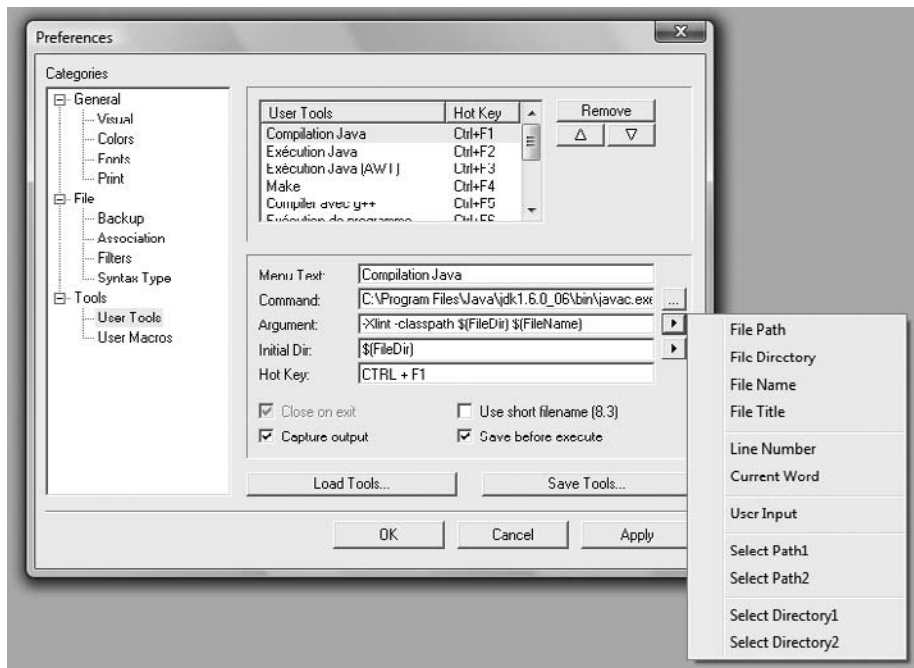 Preferences
X
Categories
General
Visual
Colors
Fonts
Print
File
Backup
Association
Filters
Syntax Type
Tools
User Tools
User Macros
User Tools Hot Key
Compilation Java Ctrl+F1
Exécution Java Ctrl+F2
Exécution Java (AWT) Ctrl+F3
Make Ctrl+F4
Compiler avec g++ Ctrl+F5
Exécution de programme Ctrl+F6
Remove
Menu Text: Compilation Java
Command: C:\Program Files\Java\jdk1.6.0_06\bin\javac.exe ...
Argument: -Xlint -classpath $(FileDir) $(FileName)
Initial Dir: $(FileDir)
Hot Key: CTRL + F1
Close on exit Use short filename (8.3)
Capture output Save before execute
Load Tools... Save Tools...
OK Cancel Apply
File Path
File Directory
File Name
File Title
Line Number
Current Word
User Input
Select Path1
Select Path2
Select Directory1
Select Directory2